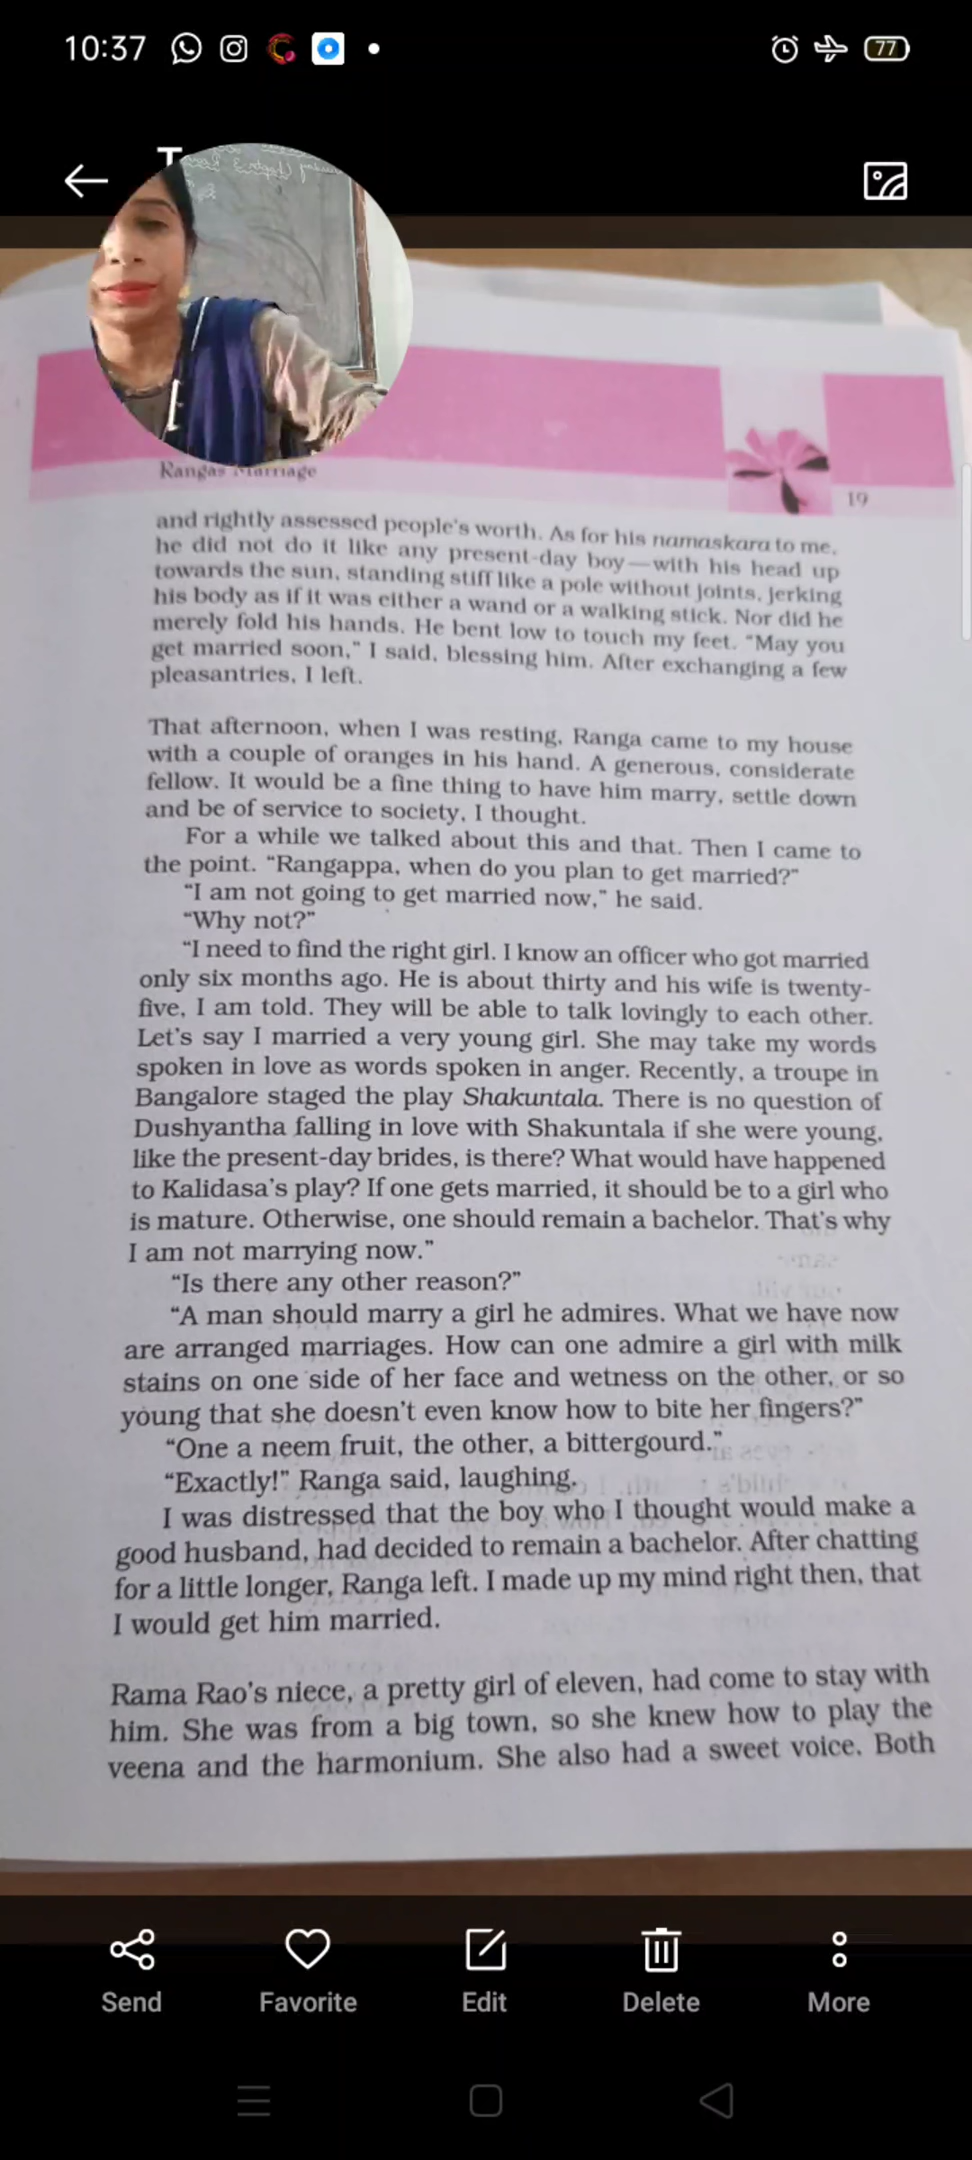 10:37
77
T
Ranga's Marriage
19
and rightly assessed people's worth. As for his namaskara to me,
he did not do it like any present-day boy—with his head up
towards the sun, standing stiff like a pole without joints, jerking
his body as if it was either a wand or a walking stick. Nor did he
merely fold his hands. He bent low to touch my feet. “May you
get married soon,” I said, blessing him. After exchanging a few
pleasantries, I left.
That afternoon, when I was resting, Ranga came to my house
with a couple of oranges in his hand. A generous, considerate
fellow. It would be a fine thing to have him marry, settle down
and be of service to society, I thought.
For a while we talked about this and that. Then I came to
the point. “Rangappa, when do you plan to get married?”
“I am not going to get married now,” he said.
“Why not?”
“I need to find the right girl. I know an officer who got married
only six months ago. He is about thirty and his wife is twenty-
five, I am told. They will be able to talk lovingly to each other.
Let's say I married a very young girl. She may take my words
spoken in love as words spoken in anger. Recently, a troupe in
Bangalore staged the play Shakuntala. There is no question of
Dushyantha falling in love with Shakuntala if she were young,
like the present-day brides, is there? What would have happened
to Kalidasa's play? If one gets married, it should be to a girl who
is mature. Otherwise, one should remain a bachelor. That's why
I am not marrying now.”
“Is there any other reason?”
“A man should marry a girl he admires. What we have now
are arranged marriages. How can one admire a girl with milk
stains on one side of her face and wetness on the other, or so
young that she doesn't even know how to bite her fingers?”
“One a neem fruit, the other, a bittergourd.”
“Exactly!” Ranga said, laughing.
I was distressed that the boy who I thought would make a
good husband, had decided to remain a bachelor. After chatting
for a little longer, Ranga left. I made up my mind right then, that
I would get him married.
Rama Rao's niece, a pretty girl of eleven, had come to stay with
him. She was from a big town, so she knew how to play the
veena and the harmonium. She also had a sweet voice. Both
Send Favorite Edit Delete More